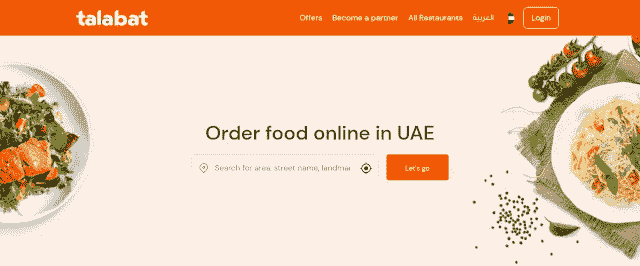 talabat
Offers Become a partner All Restaurants العربية Login
Order food online in UAE
Search for area, street name, landmar
Let's go